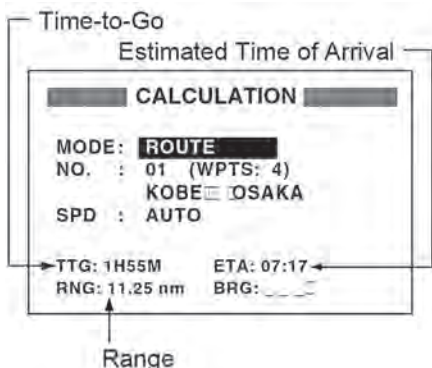 Time-to-Go
Estimated Time of Arrival
CALCULATION
MODE: ROUTE
NO. : 01 (WPTS: 4)
KOBE OSAKA
SPD : AUTO
TTG: 1H55M ETA: 07:17
RNG: 11.25 nm BRG: _ _ _
Range